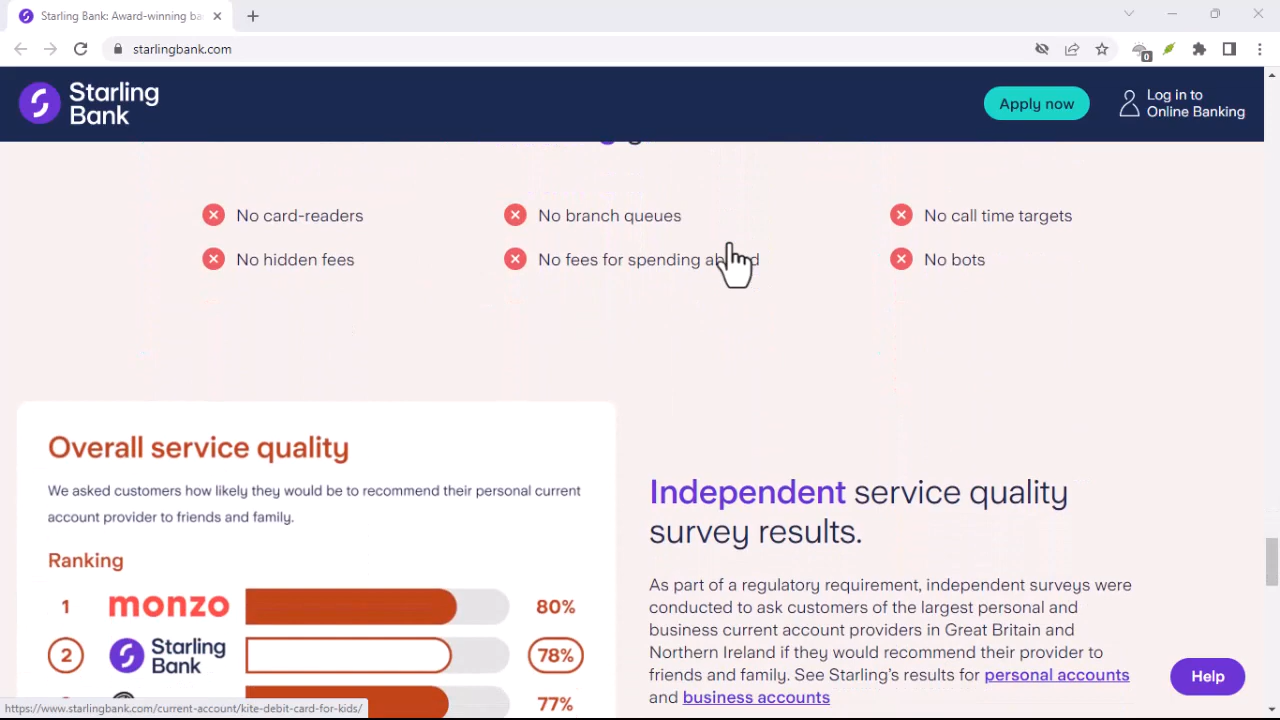 Starling Bank: Award-winning ba
starlingbank.com
0
Starling
Bank
Apply now
Log in to
Online Banking
No card-readers
No branch queues
No call time targets
No hidden fees
No fees for spending
No bots
Overall service quality
We asked customers how likely they would be to recommend their personal current
account provider to friends and family.
Ranking
1 monzo 80%
2 Starling Bank 78%
77%
Independent service quality
survey results.
As part of a regulatory requirement, independent surveys were
conducted to ask customers of the largest personal and
business current account providers in Great Britain and
Northern Ireland if they would recommend their provider to
friends and family. See Starling's results for personal accounts
and business accounts
Help
https://www.starlingbank.com/current-account/kite-debit-card-for-kids/